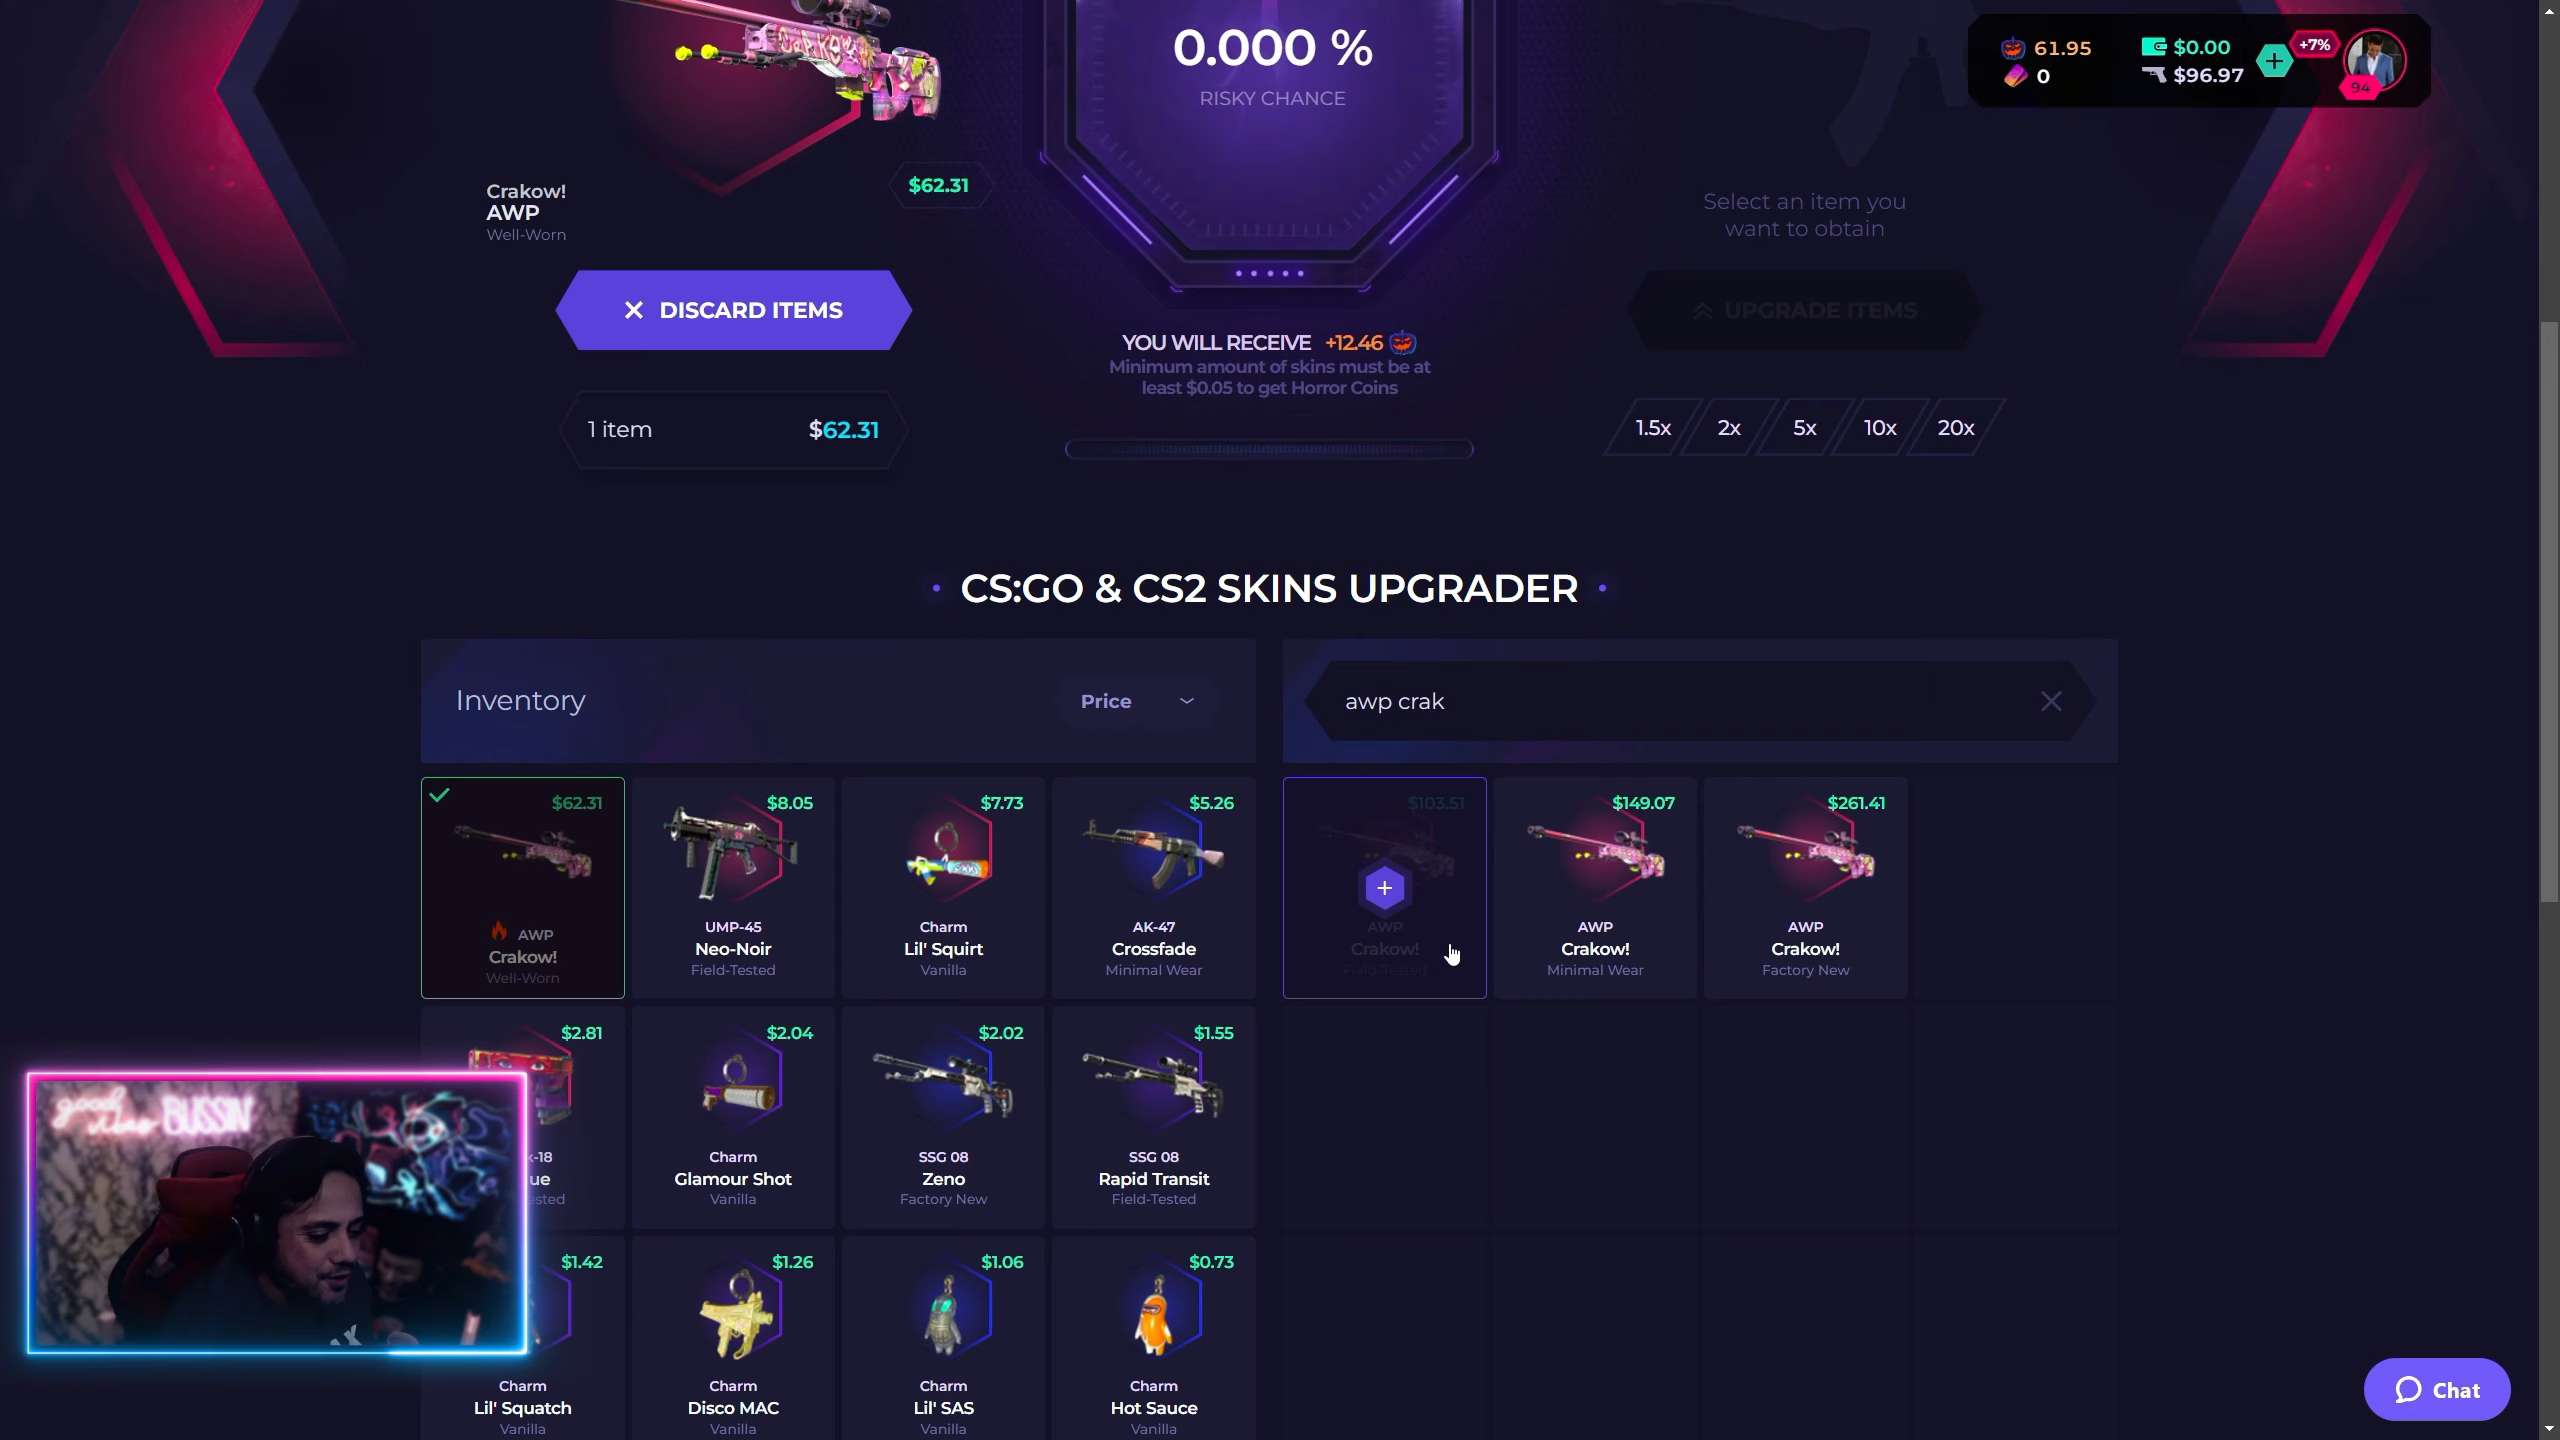 0.000 %
RISKY CHANCE
61.95
0
$0.00
$96.97
+7%
94
Crakow!
AWP
Well-Worn
$62.31
Select an item you
want to obtain
DISCARD ITEMS
UPGRADE ITEMS
YOU WILL RECEIVE +12.46
Minimum amount of skins must be at
least $0.05 to get Horror Coins
1 item $62.31
1.5x 2x 5x 10x 20x
CS:GO & CS2 SKINS UPGRADER
Inventory
Price
awp crak
$62.31
AWP
Crakow!
Well-Worn
$8.05
UMP-45
Neo-Noir
Field-Tested
$7.73
Charm
Lil' Squirt
Vanilla
$5.26
AK-47
Crossfade
Minimal Wear
$103.51
AWP
Crakow!
Field-Tested
$149.07
AWP
Crakow!
Minimal Wear
$261.41
AWP
Crakow!
Factory New
$2.81
-18
ue
ested
$2.04
Charm
Glamour Shot
Vanilla
$2.02
SSG 08
Zeno
Factory New
$1.55
SSG 08
Rapid Transit
Field-Tested
good
BUSSIN'
$1.42
Charm
Lil' Squatch
Vanilla
$1.26
Charm
Disco MAC
Vanilla
$1.06
Charm
Lil' SAS
Vanilla
$0.73
Charm
Hot Sauce
Vanilla
Chat